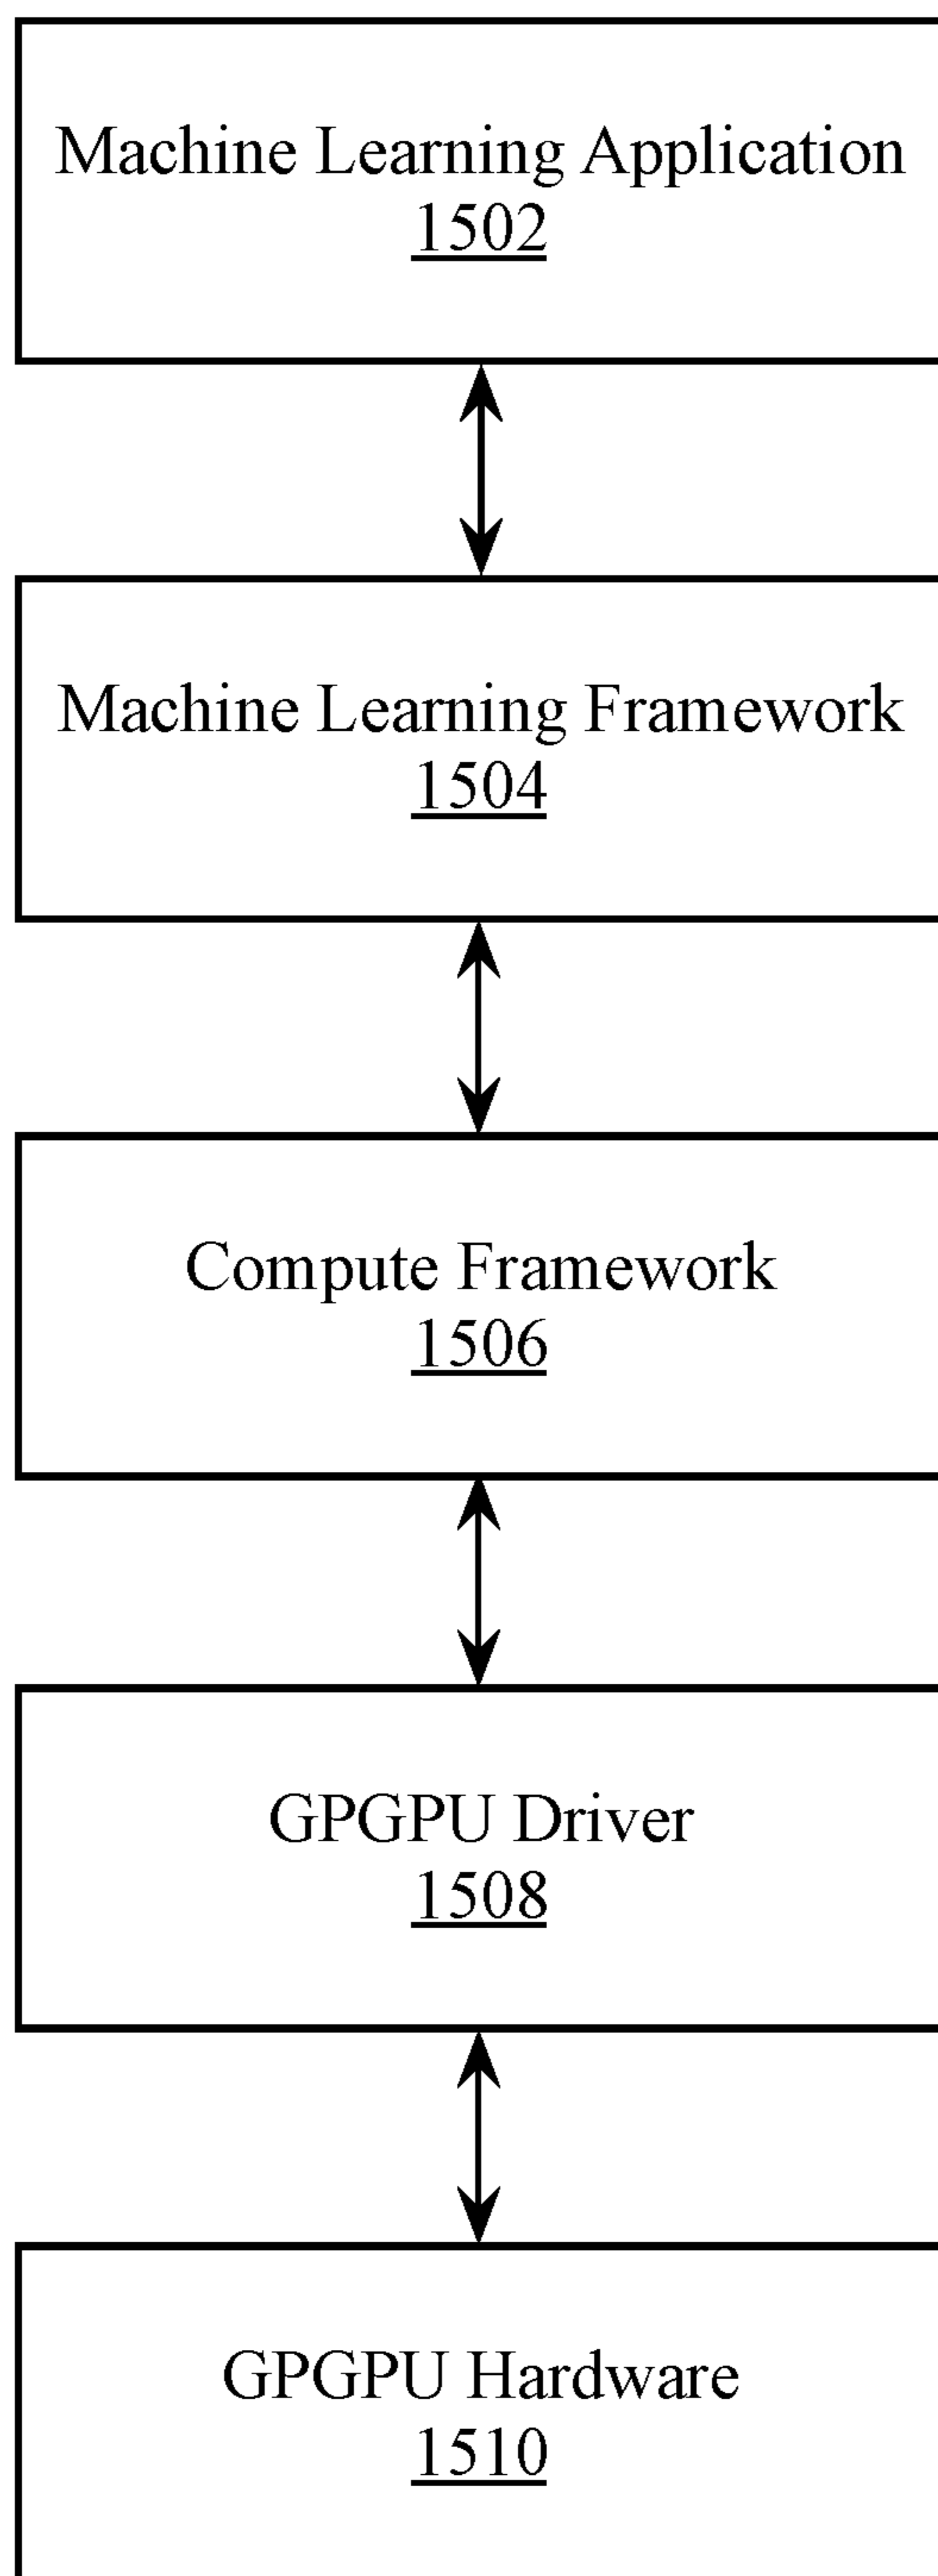 Machine Learning Application
1502
Machine Learning Framework
1504
Compute Framework
1506
GPGPU Driver
1508
GPGPU Hardware
1510